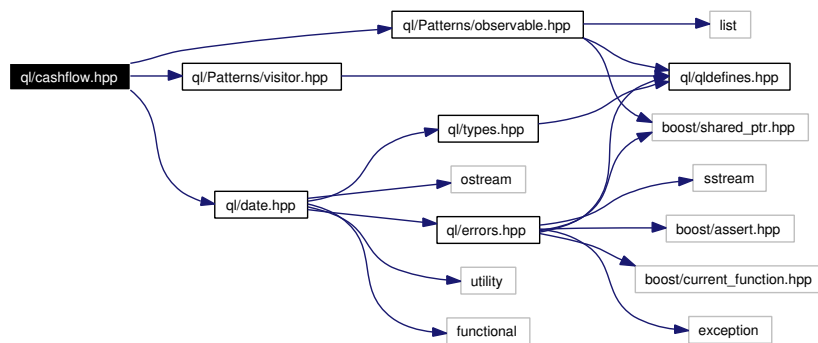 ql/Patterns/observable.hpp
list
ql/cashflow.hpp
ql/Patterns/visitor.hpp
ql/qldefines.hpp
ql/types.hpp
boost/shared_ptr.hpp
ostream
sstream
ql/date.hpp
ql/errors.hpp
boost/assert.hpp
utility
boost/current_function.hpp
functional
exception